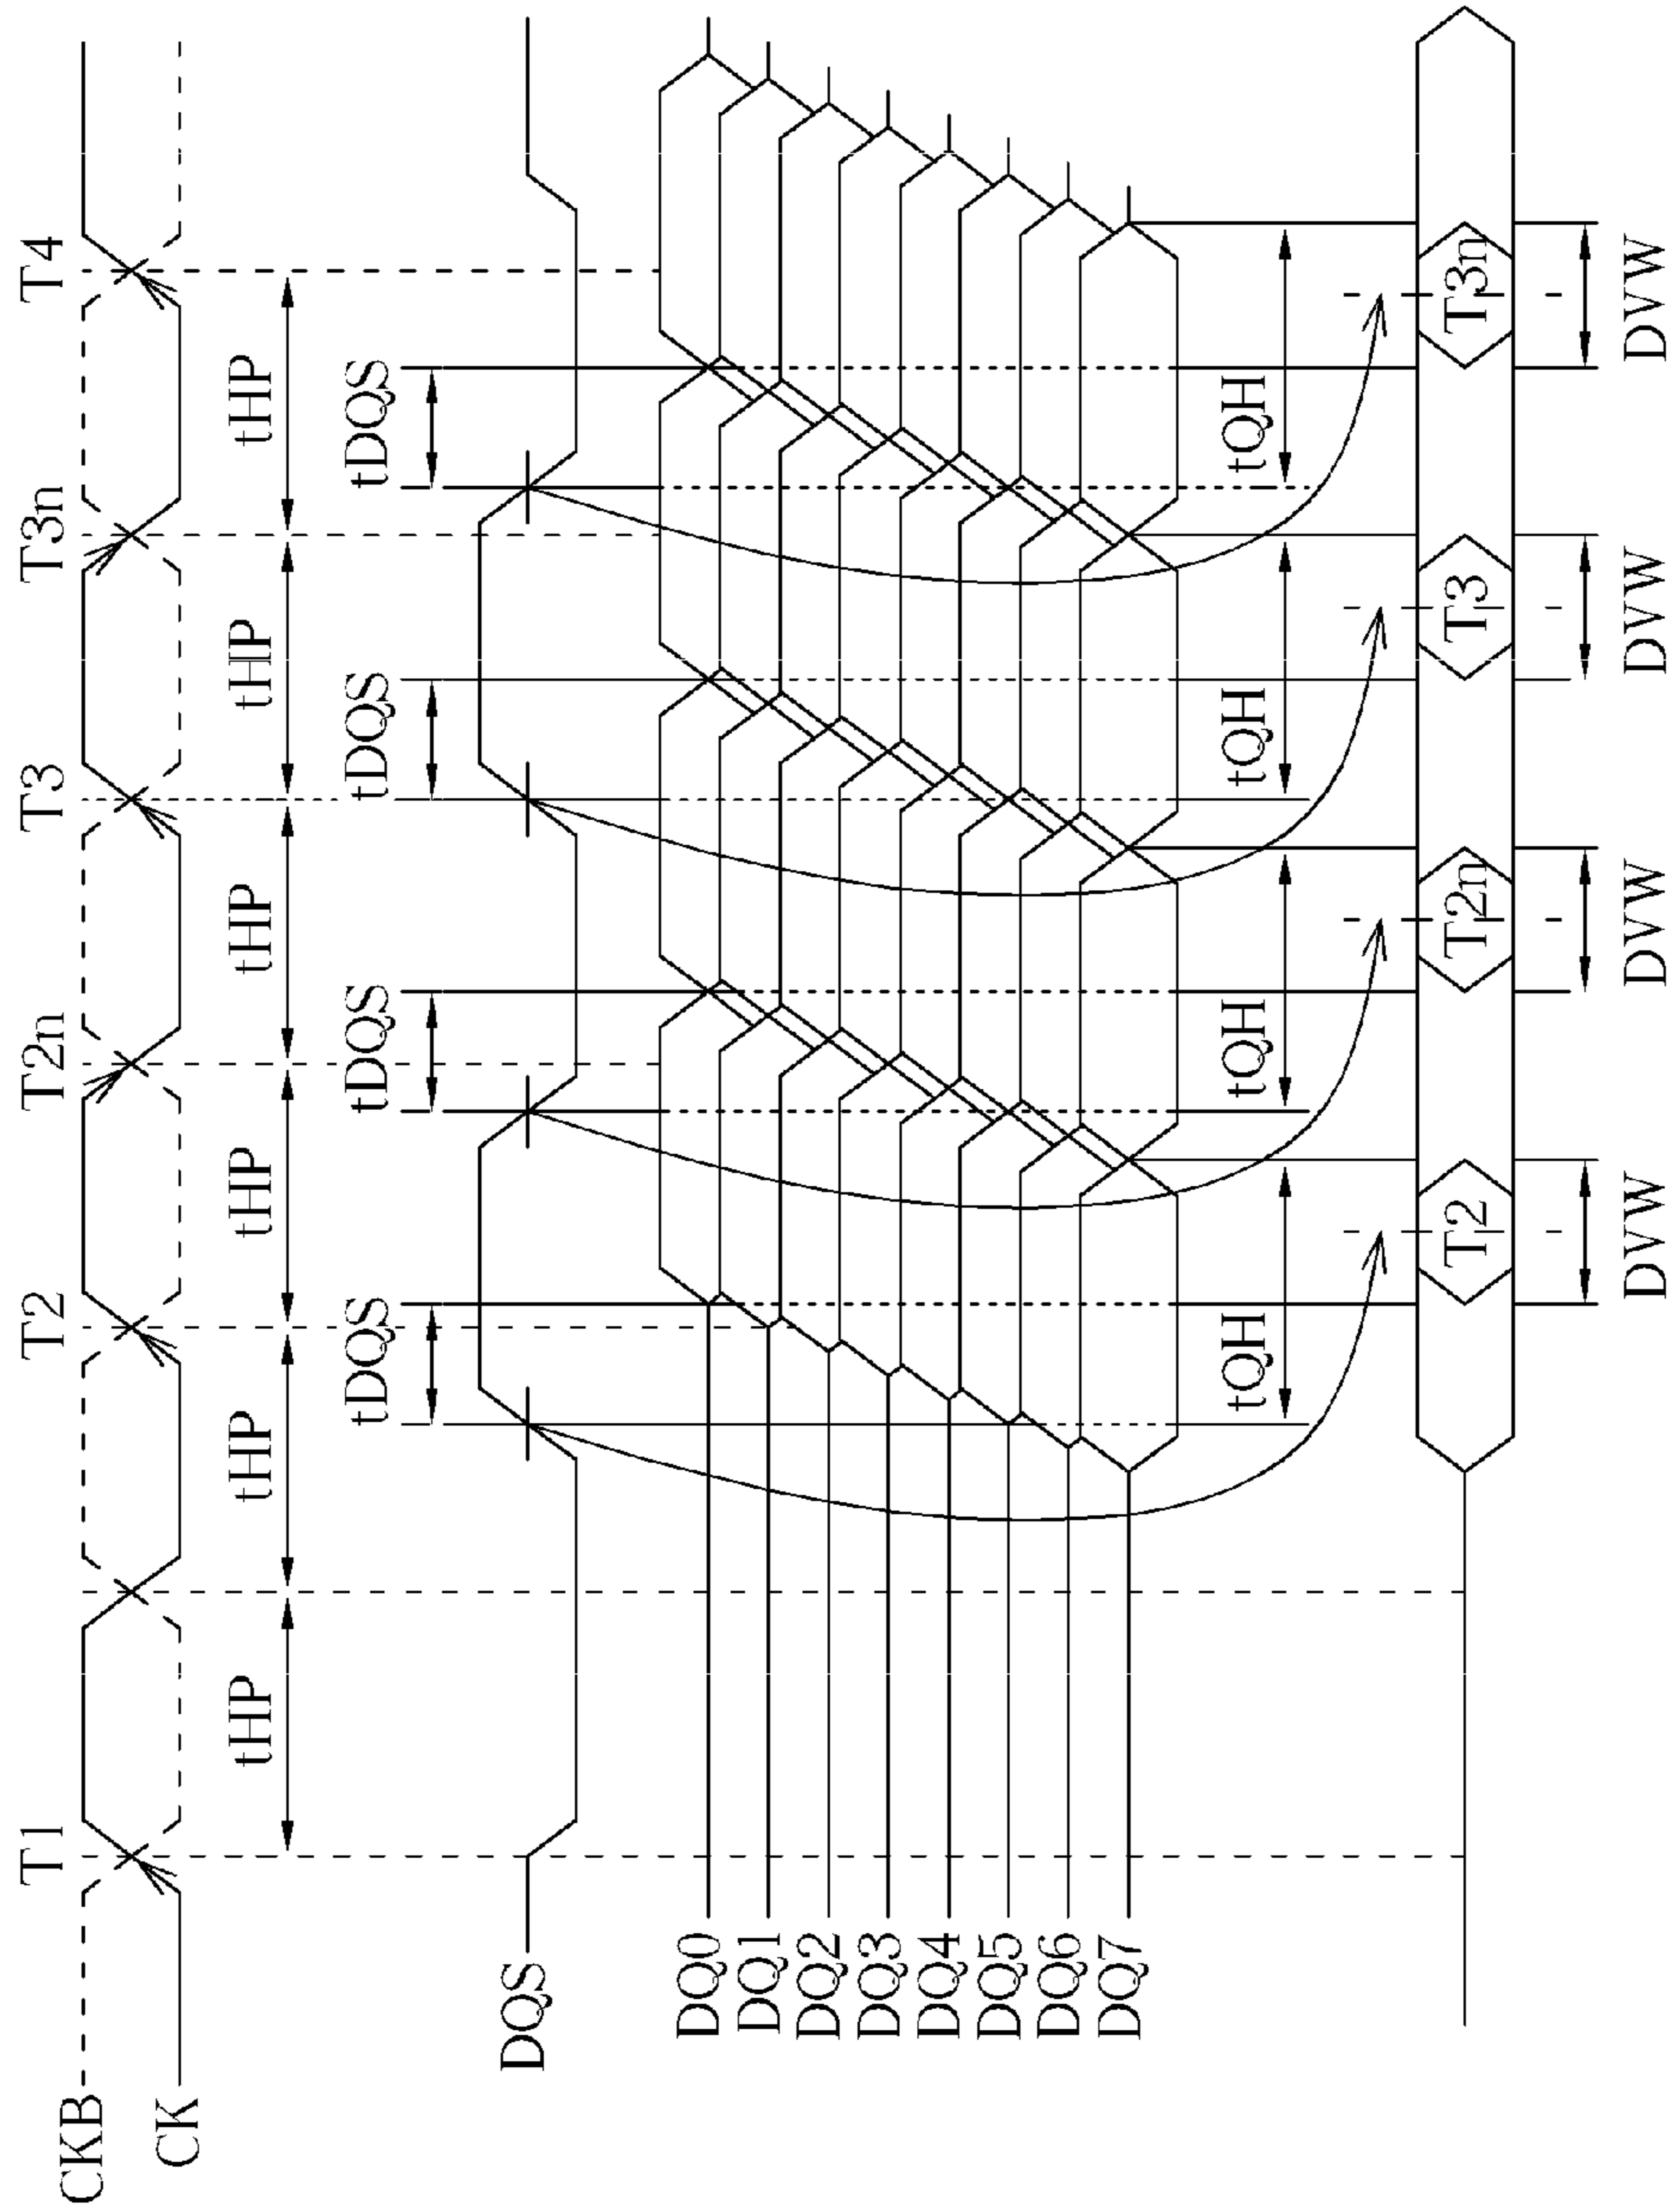 T1 T2 T2n T3 T3n T4
CKB
CK
tHP tHP tHP tHP tHP tHP
tDQS tDQS tDQS tDQS
DQS
DQ0
DQ1
DQ2
DQ3
DQ4
DQ5
DQ6
DQ7
tQH tQH tQH tQH
T2 T2n T3 T3n
DVW DVW DVW DVW